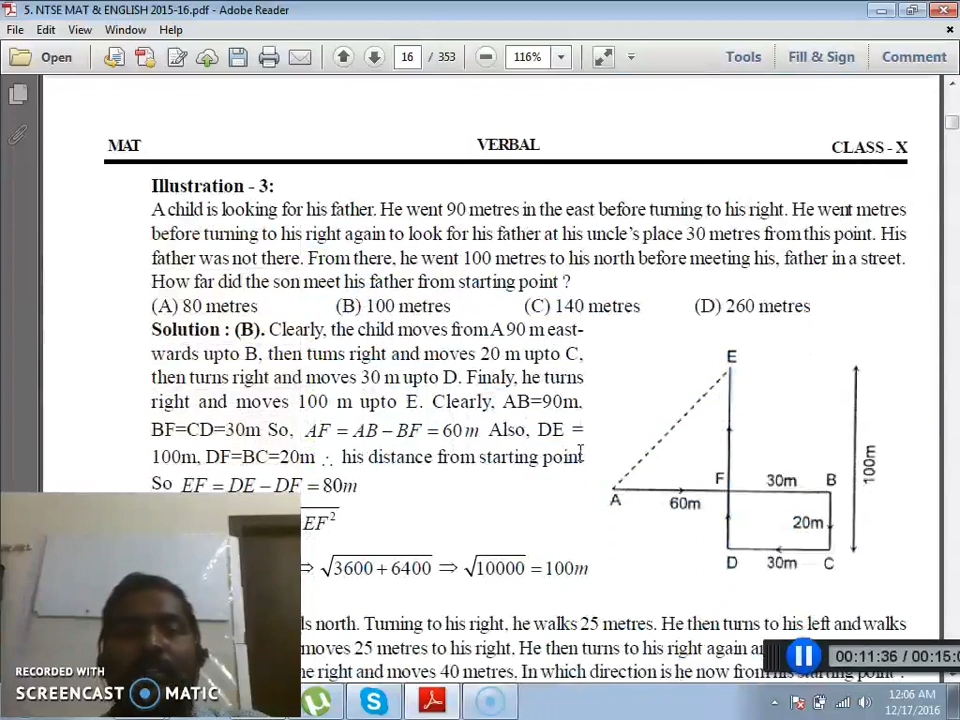 5. NTSE MAT & ENGLISH 2015-16.pdf - Adobe Reader
File Edit View Window Help
Open 16 / 353 116% Tools Fill & Sign Comment
MAT VERBAL CLASS - X
Illustration - 3:
A child is looking for his father. He went 90 metres in the east before turning to his right. He went metres
before turning to his right again to look for his father at his uncle's place 30 metres from this point. His
father was not there. From there, he went 100 metres to his north before meeting his, father in a street.
How far did the son meet his father from starting point ?
(A) 80 metres (B) 100 metres (C) 140 metres (D) 260 metres
Solution : (B). Clearly, the child moves from A 90 m east-
wards upto B, then tums right and moves 20 m upto C,
then turns right and moves 30 m upto D. Finaly, he turns
right and moves 100 m upto E. Clearly, AB=90m,
BF=CD=30m So, AF = AB − BF = 60 m Also, DE =
100m, DF=BC=20m ∴ his distance from starting point
So EF = DE − DF = 80m
EF²
⇒ √3600 + 6400 ⇒ √10000 = 100m
E
A 60m F 30m B
20m
D 30m C
100m
s north. Turning to his right, he walks 25 metres. He then turns to his left and walks
moves 25 metres to his right. He then turns to his right again
he right and moves 40 metres. In which direction is he now from his starting point
RECORDED WITH
SCREENCAST MATIC
00:11:36 / 00:15:0
12:06 AM
12/17/2016